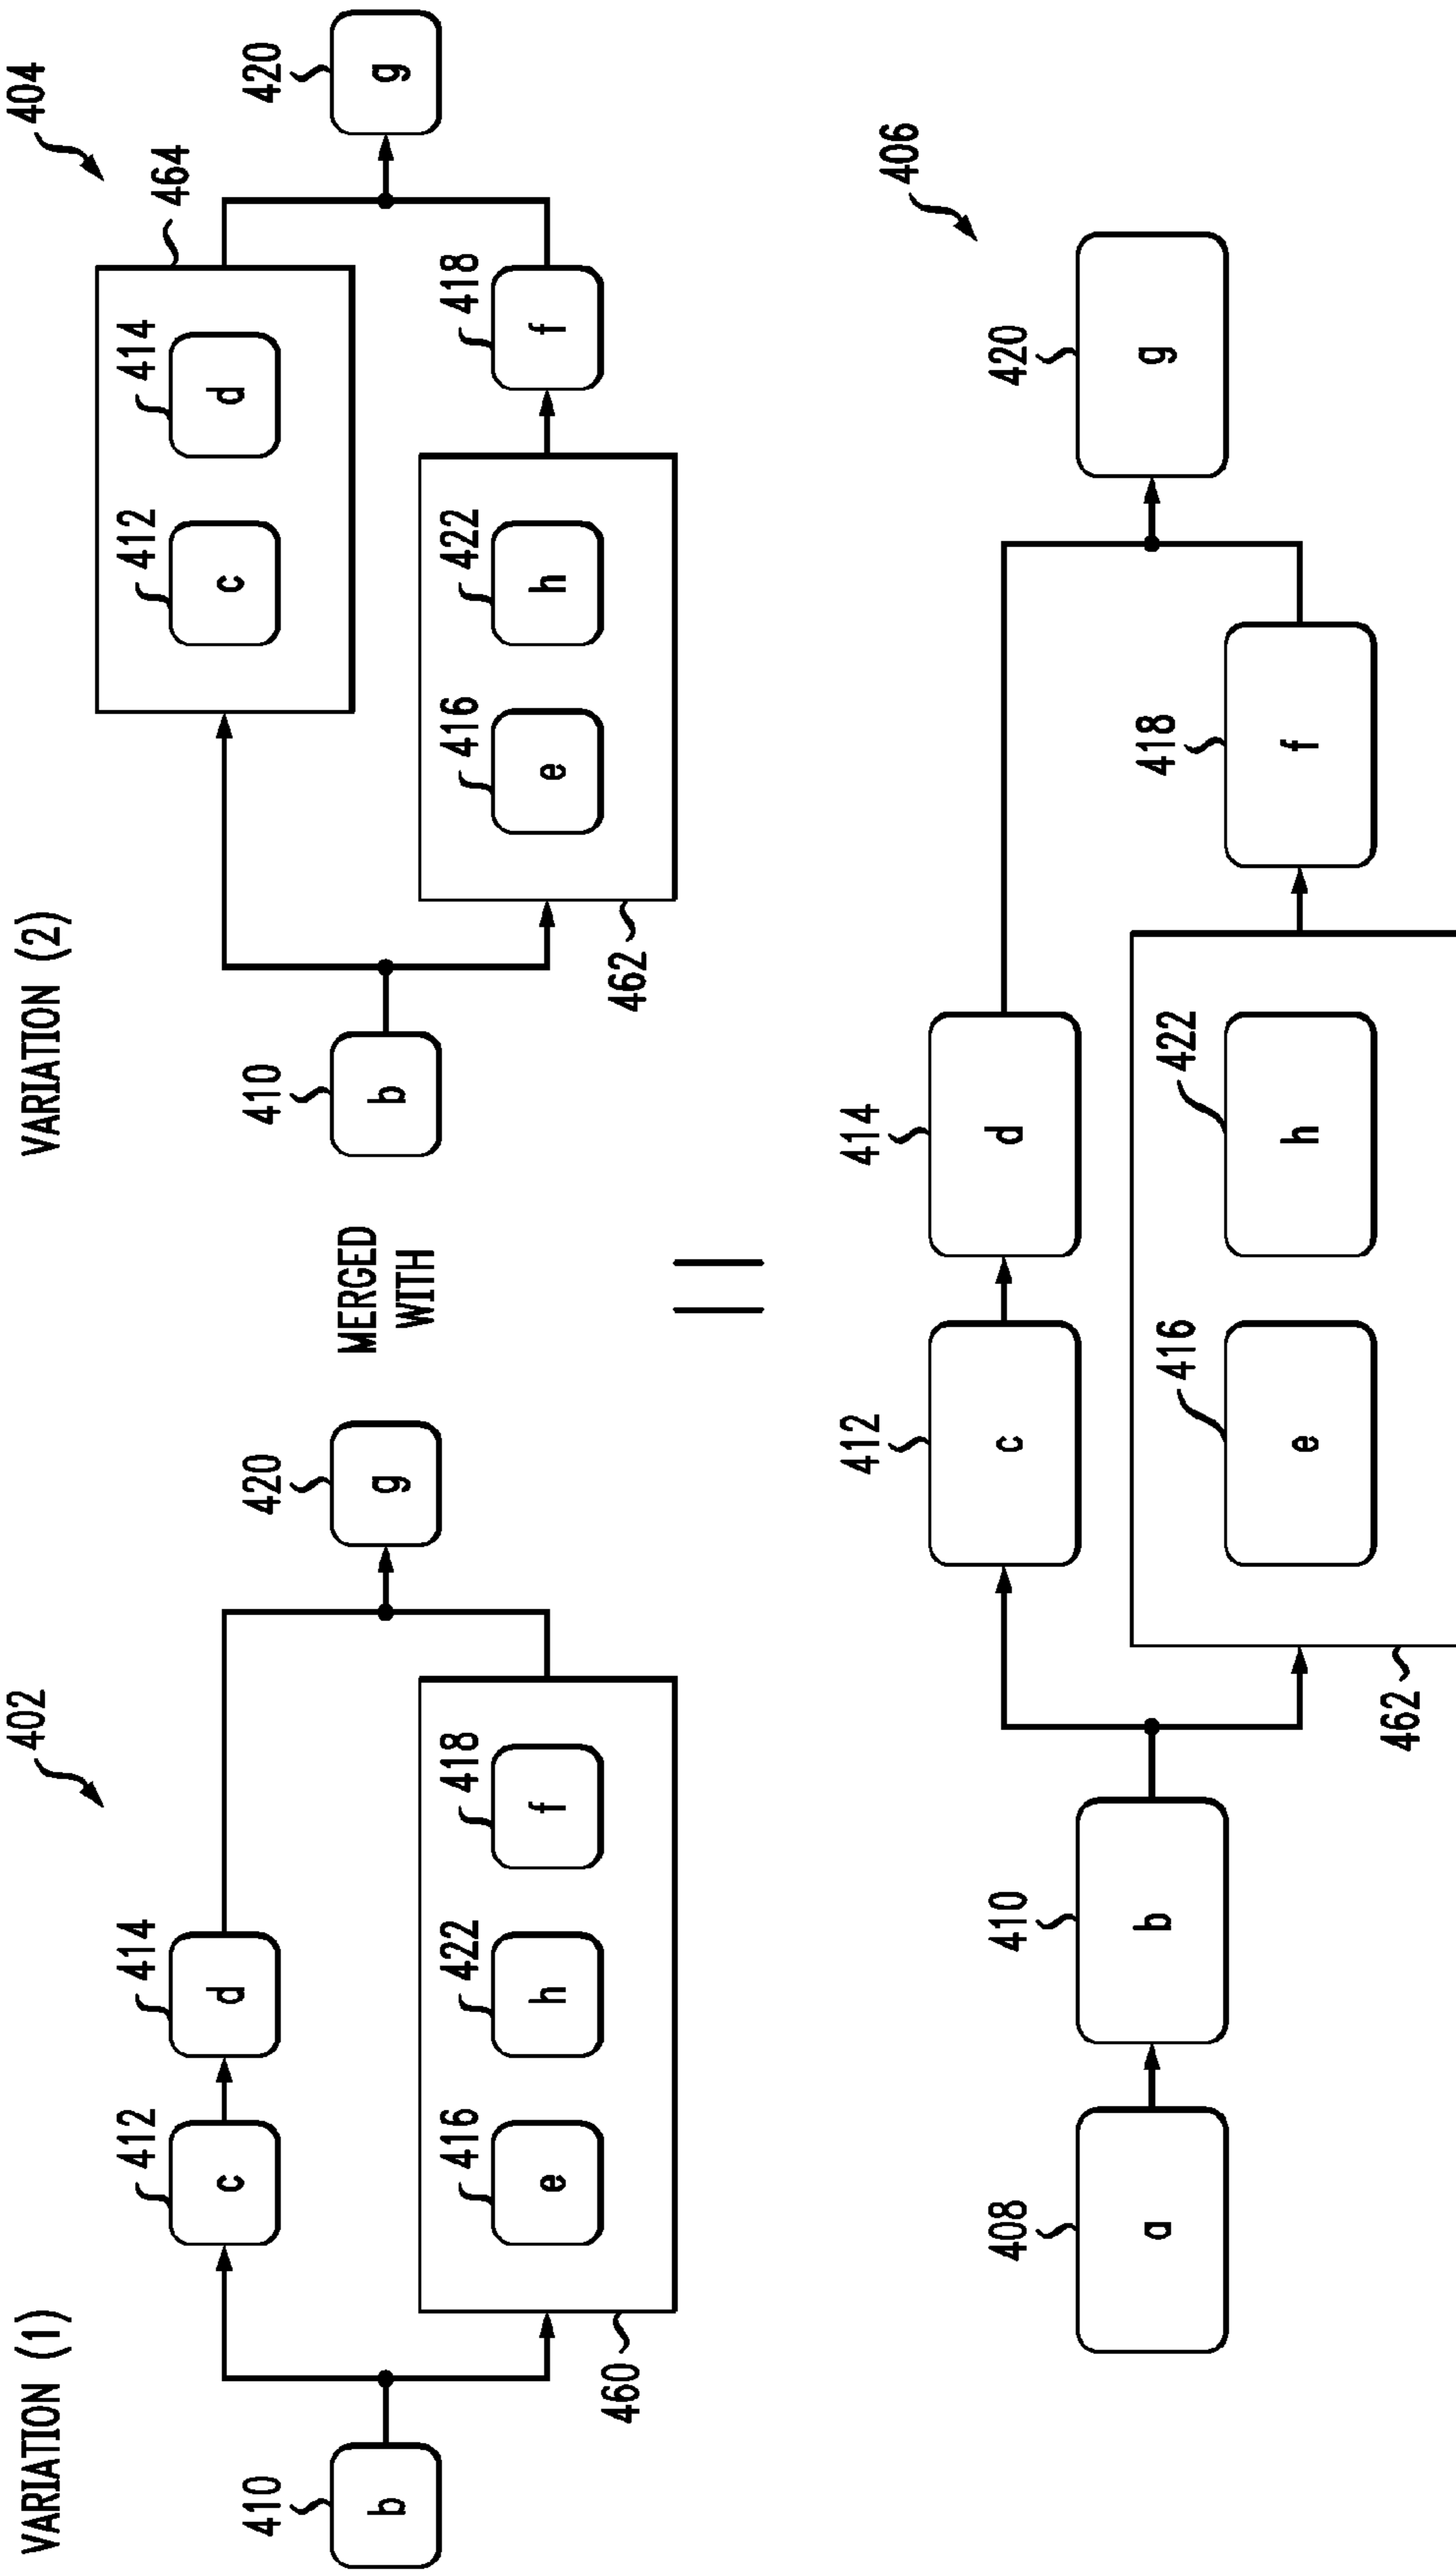 VARIATION (1)
402
410
b
412
c
414
d
460
416
e
422
h
418
f
420
g
MERGED
WITH
VARIATION (2)
404
410
b
464
412
c
414
d
462
416
e
422
h
418
f
420
g
=
406
408
a
410
b
412
c
414
d
462
416
e
422
h
418
f
420
g